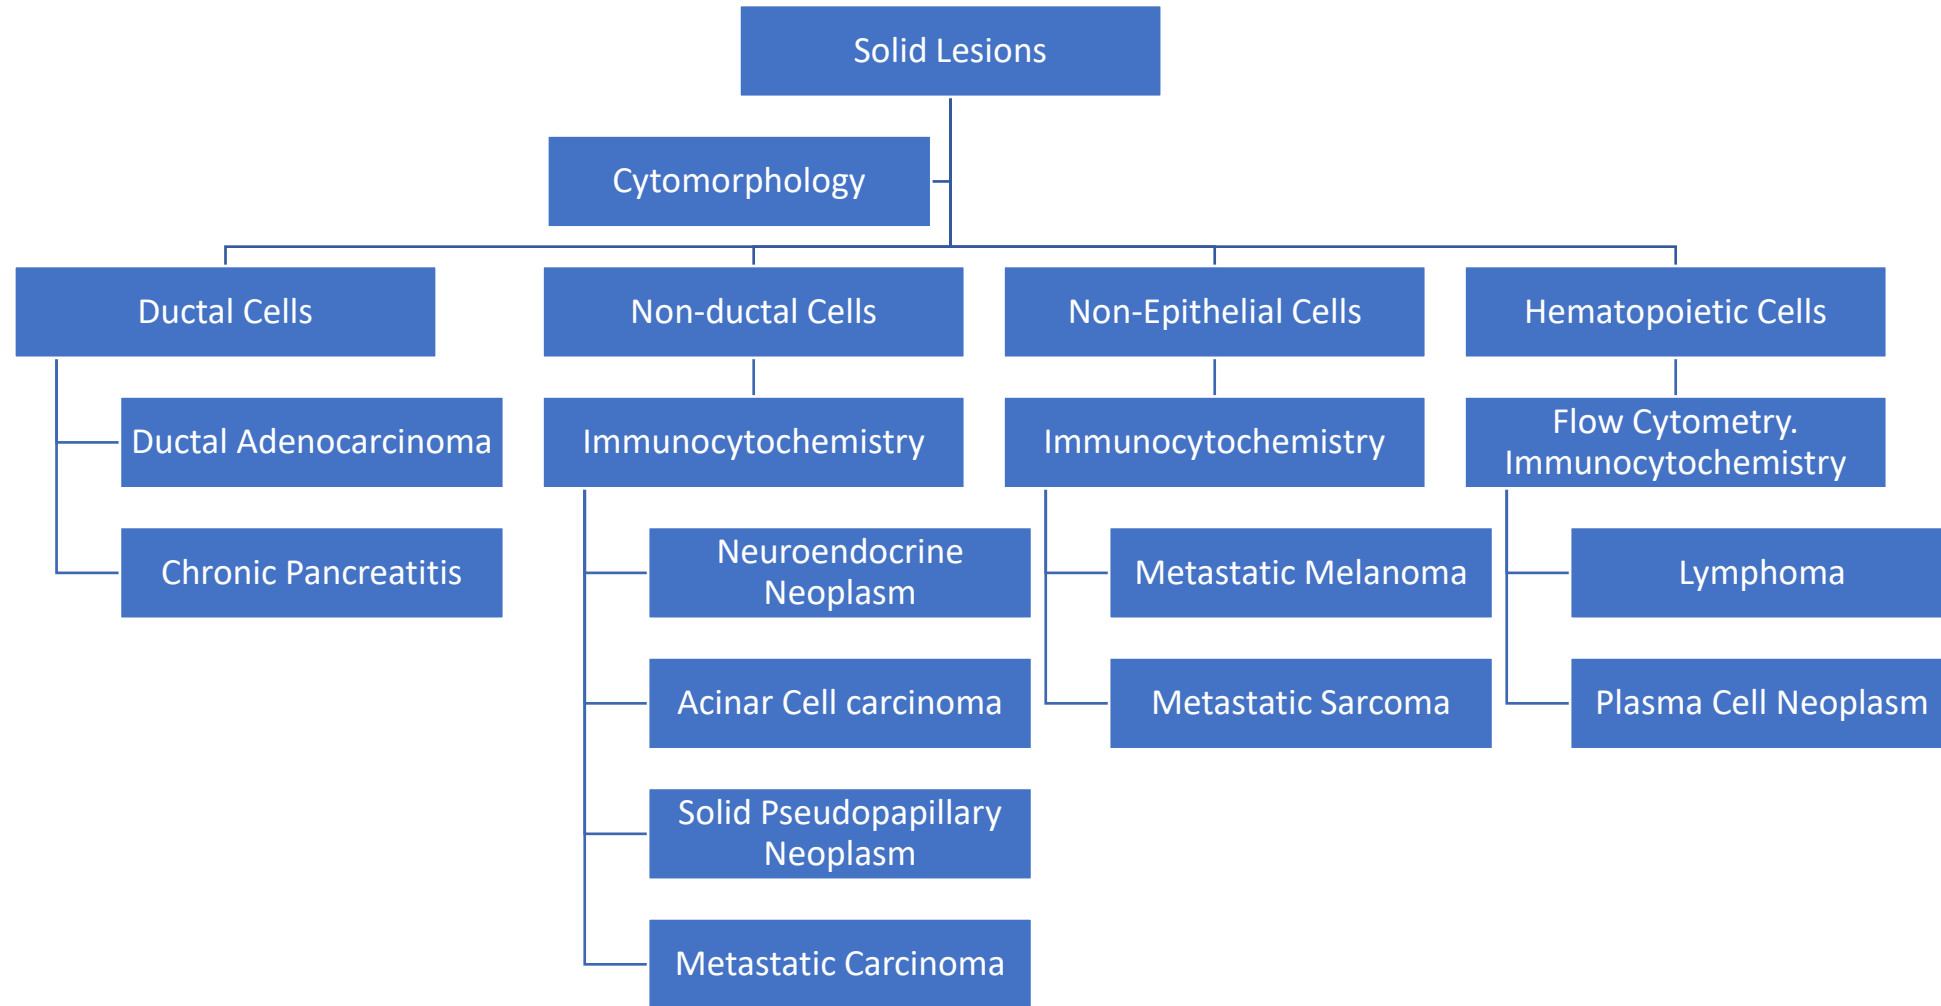 Solid Lesions
Cytomorphology
Ductal Cells
Non-ductal Cells
Non-Epithelial Cells
Hematopoietic Cells
Ductal Adenocarcinoma
Immunocytochemistry
Immunocytochemistry
Flow Cytometry.
Immunocytochemistry
Chronic Pancreatitis
Neuroendocrine
Neoplasm
Metastatic Melanoma
Lymphoma
Acinar Cell carcinoma
Metastatic Sarcoma
Plasma Cell Neoplasm
Solid Pseudopapillary
Neoplasm
Metastatic Carcinoma